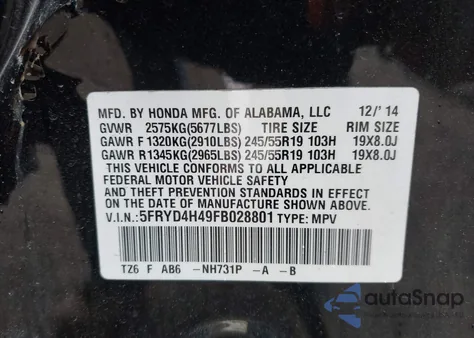 MFD. BY HONDA MFG. OF ALABAMA, LLC 12/'14
GVWR 2575KG(5677LBS) TIRE SIZE RIM SIZE
GAWR F 1320KG(2910LBS) 245/55R19 103H 19X8.0J
GAWR R1345KG(2965LBS) 245/55R19 103H 19X8.0J
THIS VEHICLE CONFORMS TO ALL APPLICABLE
FEDERAL MOTOR VEHICLE SAFETY
AND THEFT PREVENTION STANDARDS IN EFFECT
ON THE DATE OF MANUFACTURE SHOWN ABOVE.
V.I.N.:5FRYD4H49FB028801 TYPE: MPV
TZ6 F AB6 -NH731P -A -B
autoSnap